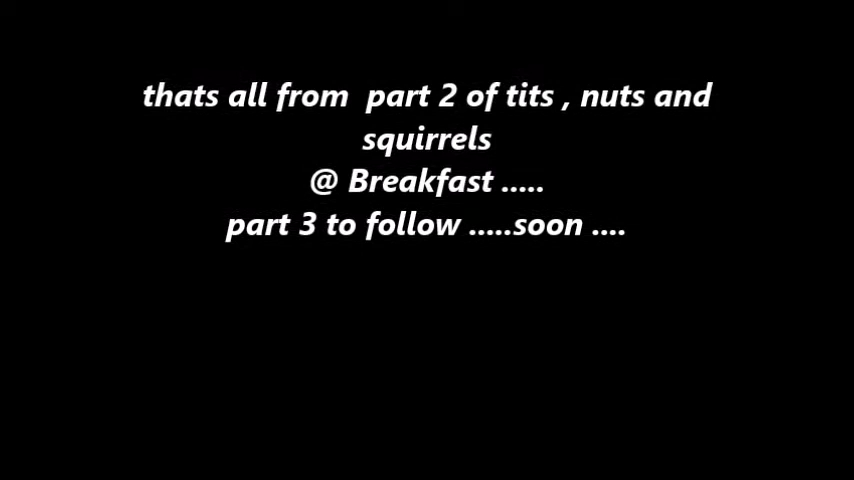 thats all from  part 2 of tits , nuts and
squirrels
@ Breakfast .....
part 3 to follow .....soon ....